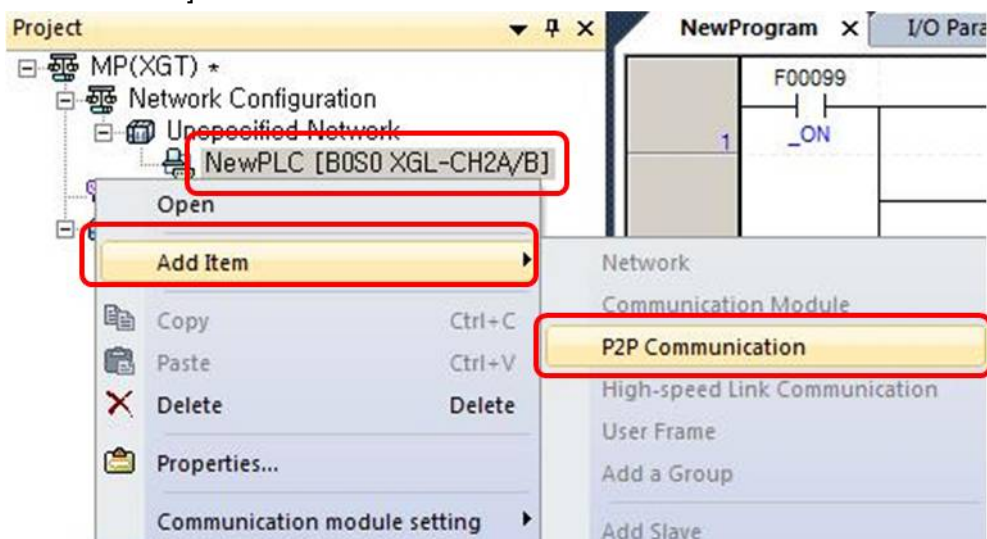 ]
Project
MP(XGT) *
Network Configuration
Unspecified Network
NewPLC [B0S0 XGL-CH2A/B]
Open
Add Item
Copy Ctrl+C
Paste Ctrl+V
Delete Delete
Properties...
Communication module setting
Network
Communication Module
P2P Communication
High-speed Link Communication
User Frame
Add a Group
Add Slave
NewProgram X
I/O Para
F00099
1
_ON